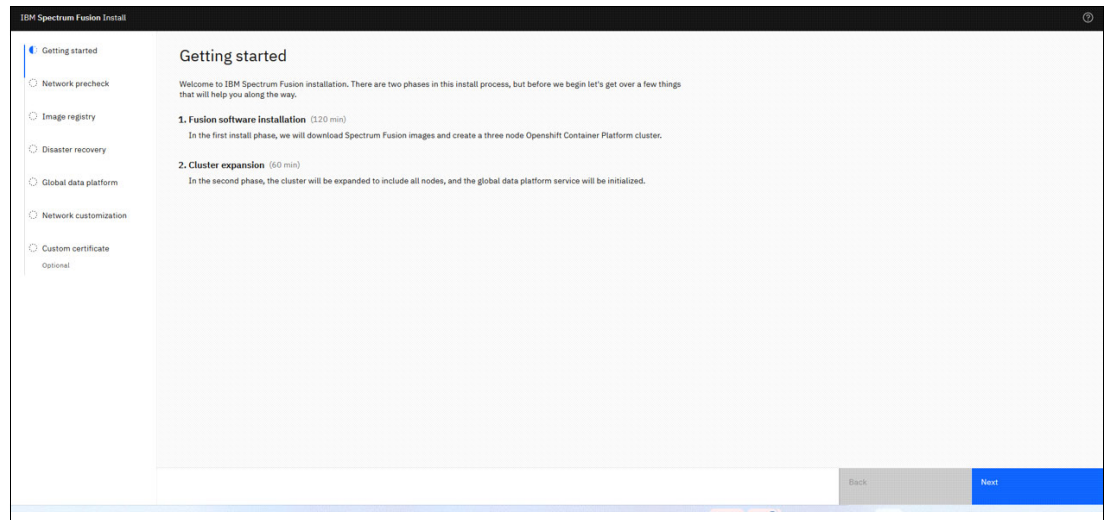 IBM Spectrum Fusion Install
Getting started
Network precheck
Image registry
Disaster recovery
Global data platform
Network customization
Custom certificate
Optional
Getting started
Welcome to IBM Spectrum Fusion installation. There are two phases in this install process, but before we begin let's get over a few things
that will help you along the way.
1. Fusion software installation (120 min)
In the first install phase, we will download Spectrum Fusion images and create a three node Openshift Container Platform cluster.
2. Cluster expansion (60 min)
In the second phase, the cluster will be expanded to include all nodes, and the global data platform service will be initialized.
Back
Next